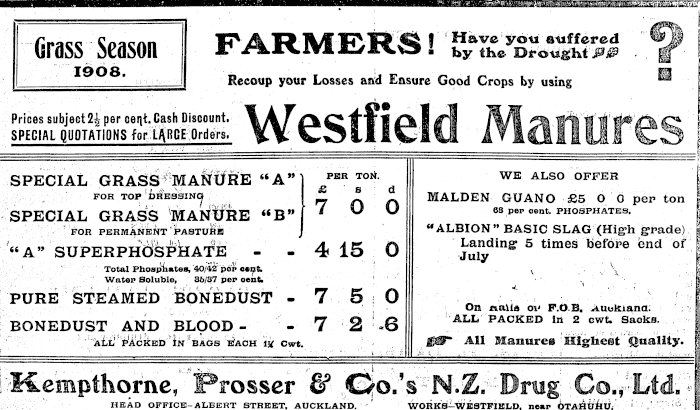 Grass Season
1908.
FARMERS! Have you suffered
by the Drought ?
Recoup your Losses and Ensure Good Crops by using
Prices subject 2½ per cent. Cash Discount.
SPECIAL QUOTATIONS for LARGE Orders.
Westfield Manures
PER TON.
£ s d
SPECIAL GRASS MANURE "A"
FOR TOP DRESSING
SPECIAL GRASS MANURE "B"
FOR PERMANENT PASTURE
7 0 0
"A" SUPERPHOSPHATE - - 4 15 0
Total Phosphates, 40/42 per cent.
Water Soluble, 35/37 per cent.
PURE STEAMED BONEDUST - 7 5 0
BONEDUST AND BLOOD - - 7 2 6
ALL PACKED IN BAGS EACH 1¼ Cwt.
WE ALSO OFFER
MALDEN GUANO £5 0 0 per ton
68 per cent. PHOSPHATES.
"ALBION" BASIC SLAG (High grade)
Landing 5 times before end of
July
On Rails or F.O.B. Auckland.
ALL PACKED in 2 cwt. Sacks.
All Manures Highest Quality.
Kempthorne, Prosser & Co.'s N.Z. Drug Co., Ltd.
HEAD OFFICE—ALBERT STREET, AUCKLAND. WORKS—WESTFIELD, near OTAHUHU.